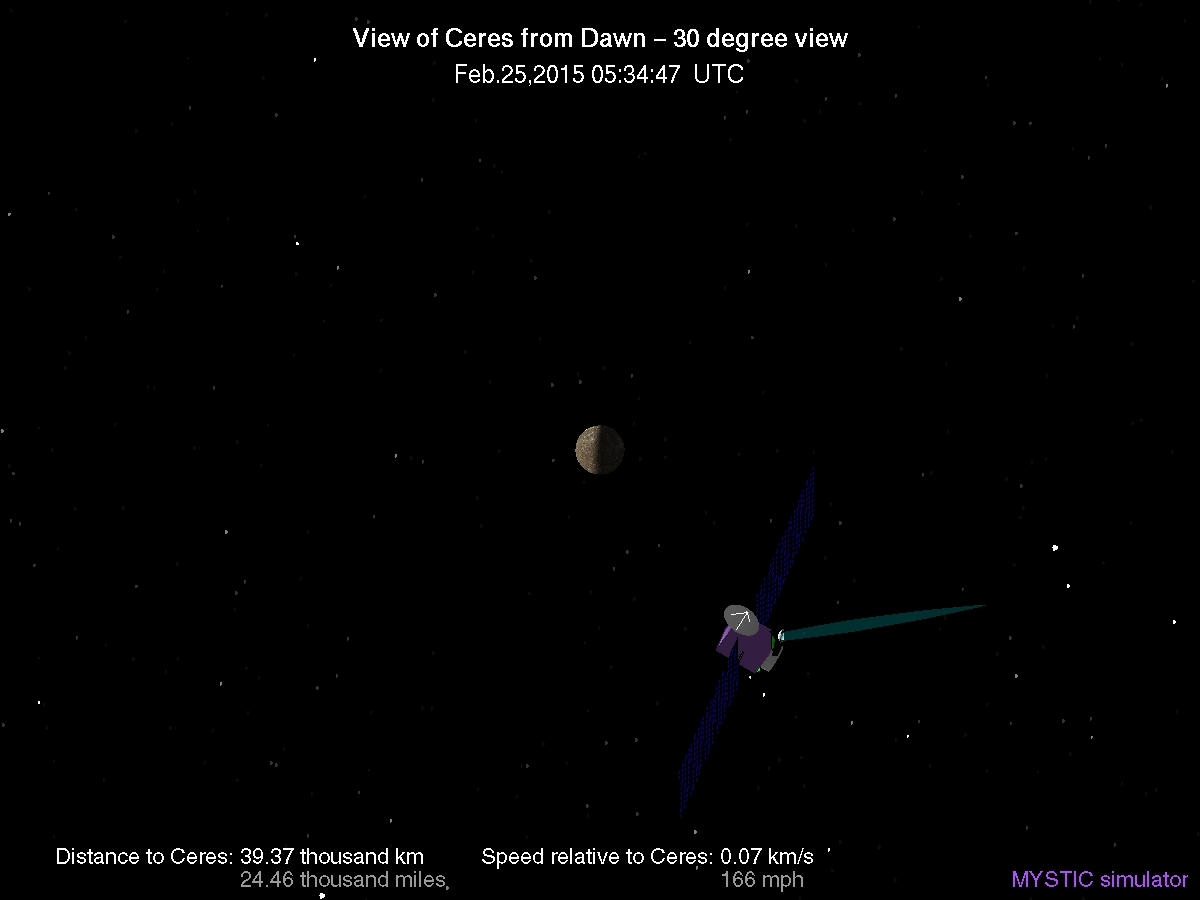 View of Ceres from Dawn – 30 degree view
Feb.25,2015 05:34:47 UTC
Distance to Ceres: 39.37 thousand km Speed relative to Ceres: 0.07 km/s
24.46 thousand miles 166 mph
MYSTIC simulator